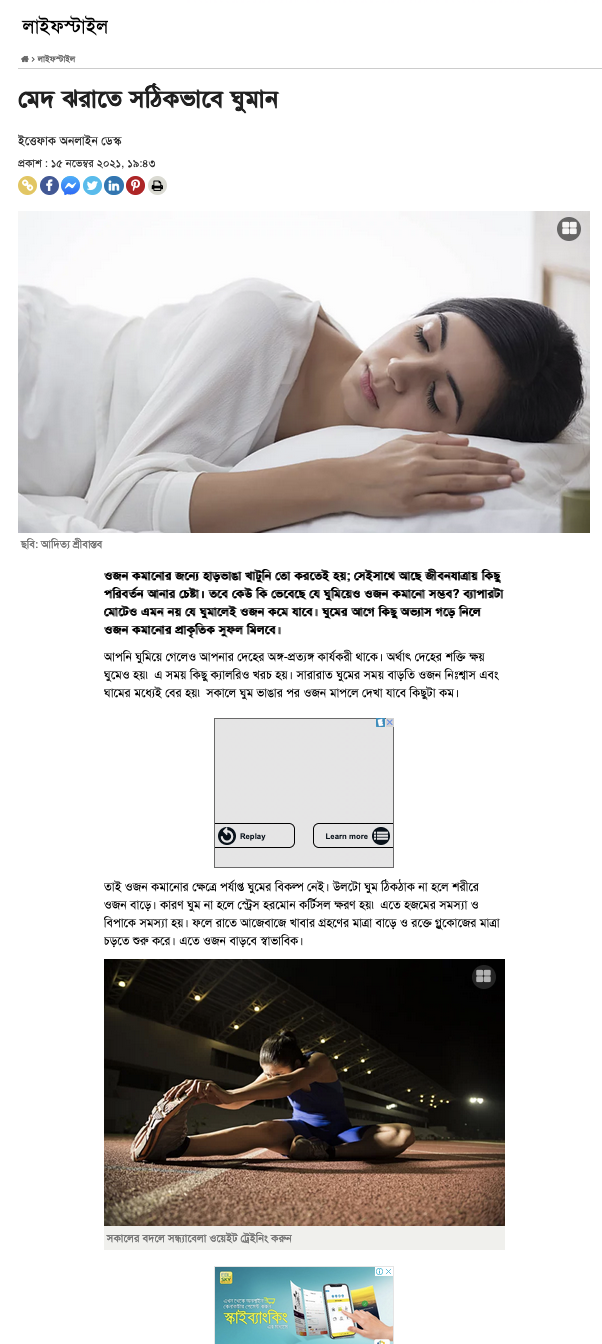 লাইফস্টাইল
লাইফস্টাইল
মেদ ঝরাতে সঠিকভাবে ঘুমান
ইত্তেফাক অনলাইন ডেস্ক
প্রকাশ : ১৫ নভেম্বর ২০২১, ১৯:৪৩
ছবি: আদিত্য শ্রীবাস্তব
ওজন কমানোর জন্যে হাড়ভাঙা খাটুনি তো করতেই হয়; সেইসাথে আছে জীবনযাত্রায় কিছু
পরিবর্তন আনার চেষ্টা। তবে কেউ কি ভেবেছে যে ঘুমিয়েও ওজন কমানো সম্ভব? ব্যাপারটা
মোটেও এমন নয় যে ঘুমালেই ওজন কমে যাবে। ঘুমের আগে কিছু অভ্যাস গড়ে নিলে
ওজন কমানোর প্রাকৃতিক সুফল মিলবে।
আপনি ঘুমিয়ে গেলেও আপনার দেহের অঙ্গ-প্রত্যঙ্গ কার্যকরী থাকে। অর্থাৎ দেহের শক্তি ক্ষয়
ঘুমেও হয়৷ এ সময় কিছু ক্যালরিও খরচ হয়। সারারাত ঘুমের সময় বাড়তি ওজন নিঃশ্বাস এবং
ঘামের মধ্যেই বের হয়৷ সকালে ঘুম ভাঙার পর ওজন মাপলে দেখা যাবে কিছুটা কম।
Replay
Learn more
তাই ওজন কমানোর ক্ষেত্রে পর্যাপ্ত ঘুমের বিকল্প নেই। উলটো ঘুম ঠিকঠাক না হলে শরীরে
ওজন বাড়ে। কারণ ঘুম না হলে স্ট্রেস হরমোন কর্টিসল ক্ষরণ হয়৷ এতে হজমের সমস্যা ও
বিপাকে সমস্যা হয়। ফলে রাতে আজেবাজে খাবার গ্রহণের মাত্রা বাড়ে ও রক্তে গ্লুকোজের মাত্রা
চড়তে শুরু করে। এতে ওজন বাড়বে স্বাভাবিক।
সকালের বদলে সন্ধ্যাবেলা ওয়েইট ট্রেইনিং করুন
স্কাইব্যাংকিং